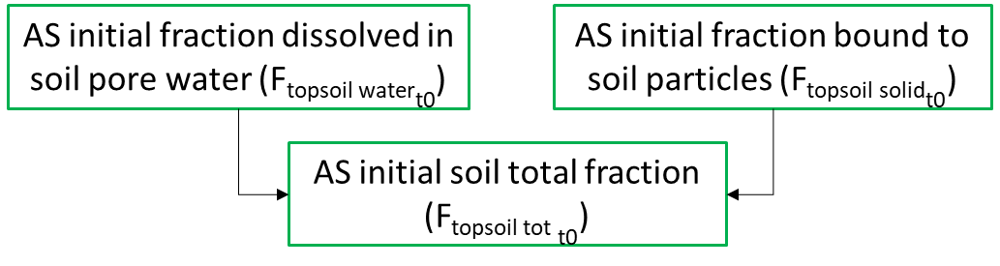 AS initial fraction dissolved in
soil pore water (Ftopsoil watert0)
AS initial fraction bound to
soil particles (Ftopsoil solidt0)
AS initial soil total fraction
(Ftopsoil tot t0)